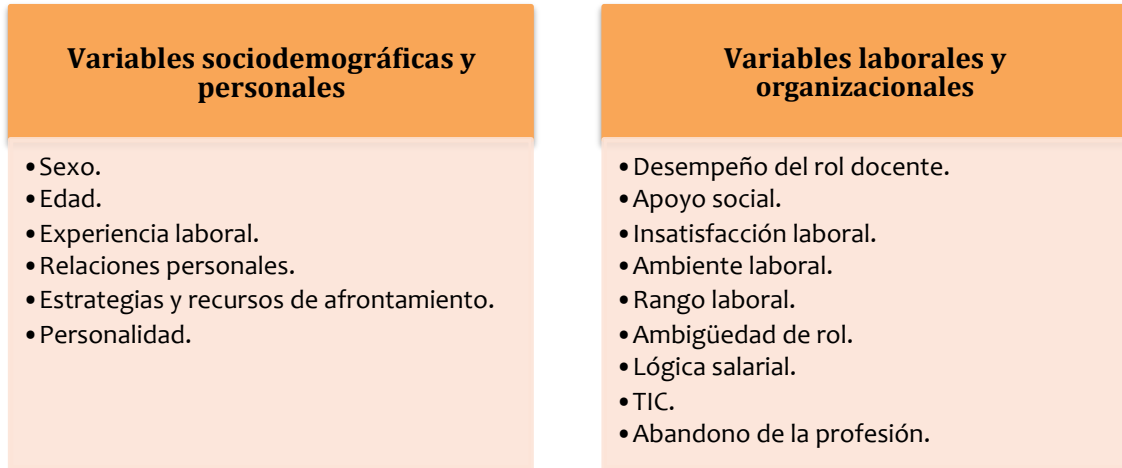 Variables sociodemográficas y
personales
• Sexo.
• Edad.
• Experiencia laboral.
• Relaciones personales.
• Estrategias y recursos de afrontamiento.
• Personalidad.
Variables laborales y
organizacionales
• Desempeño del rol docente.
• Apoyo social.
• Insatisfacción laboral.
• Ambiente laboral.
• Rango laboral.
• Ambigüedad de rol.
• Lógica salarial.
• TIC.
• Abandono de la profesión.